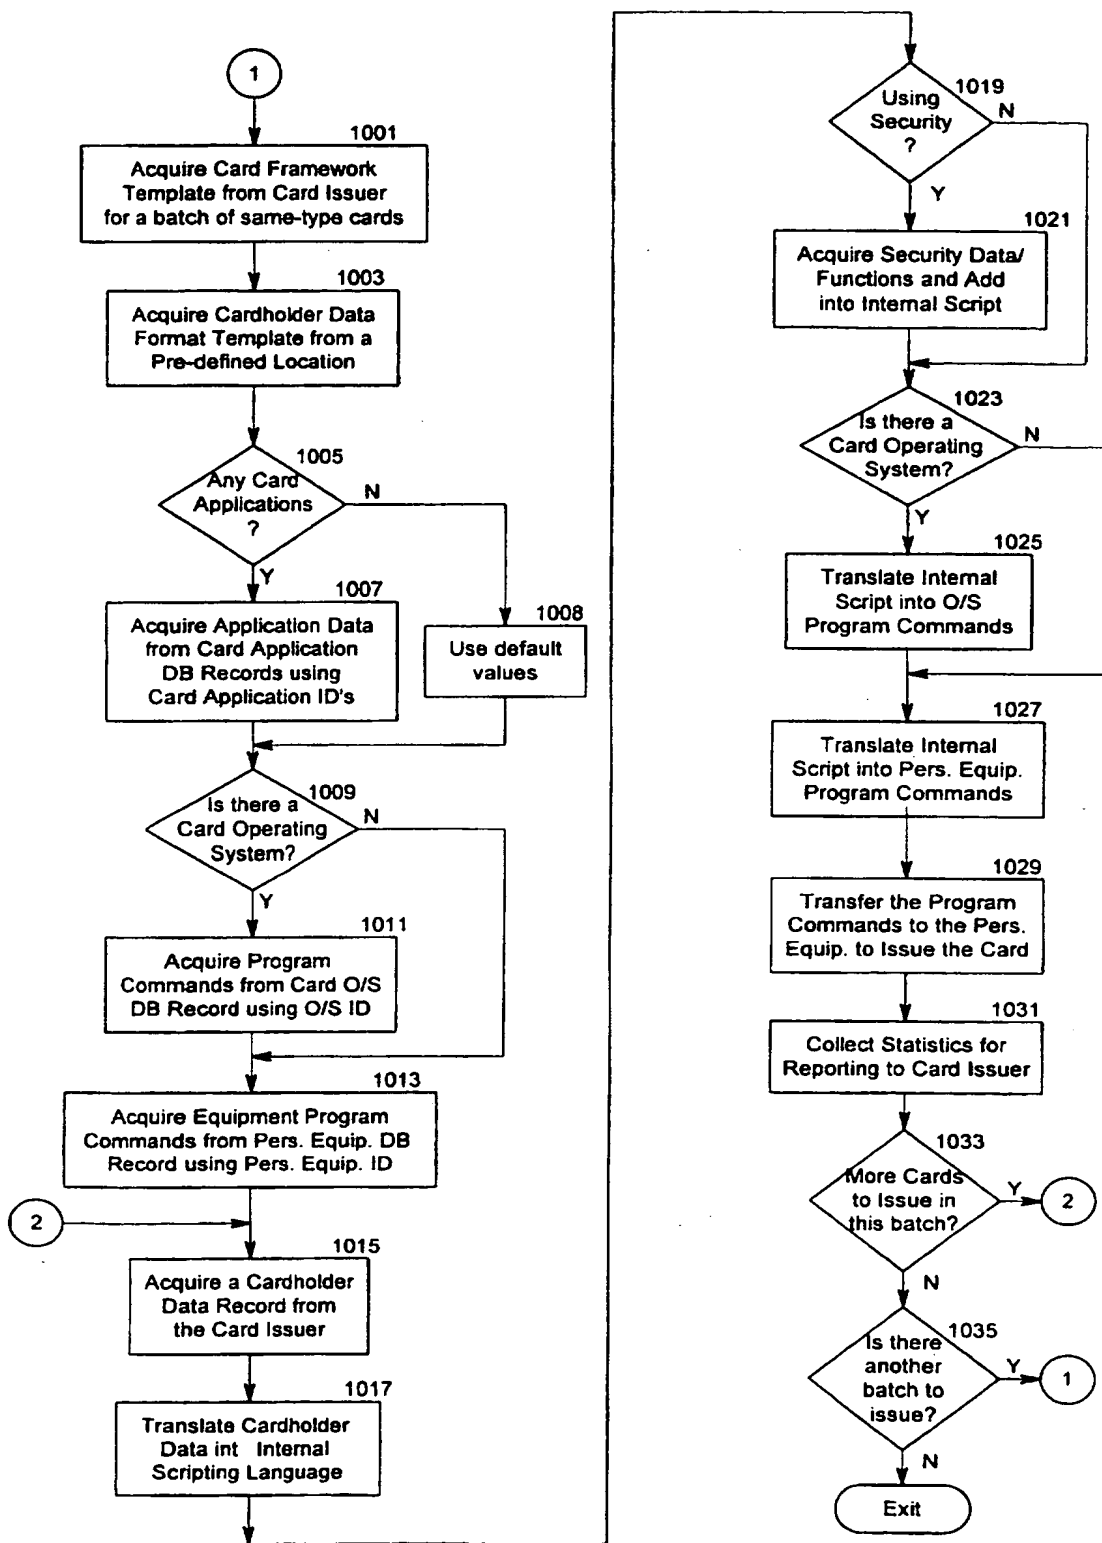 1
1001
Acquire Card Framework
Template from Card Issuer
for a batch of same-type cards
1003
Acquire Cardholder Data
Format Template from a
Pre-defined Location
1005
Any Card
Applications
?
N
Y
1007
Acquire Application Data
from Card Application
DB Records using
Card Application ID's
1008
Use default
values
1009
Is there a
Card Operating
System?
N
Y
1011
Acquire Program
Commands from Card O/S
DB Record using O/S ID
1013
Acquire Equipment Program
Commands from Pers. Equip. DB
Record using Pers. Equip. ID
2
1015
Acquire a Cardholder
Data Record from
the Card Issuer
1017
Translate Cardholder
Data int Internal
Scripting Language
1019
Using
Security
?
N
Y
1021
Acquire Security Data/
Functions and Add
into Internal Script
1023
Is there a
Card Operating
System?
N
Y
1025
Translate Internal
Script into O/S
Program Commands
1027
Translate Internal
Script into Pers. Equip.
Program Commands
1029
Transfer the Program
Commands to the Pers.
Equip. to Issue the Card
1031
Collect Statistics for
Reporting to Card Issuer
1033
More Cards
to Issue in
this batch?
Y
2
N
1035
Is there
another
batch to
issue?
Y
1
N
Exit